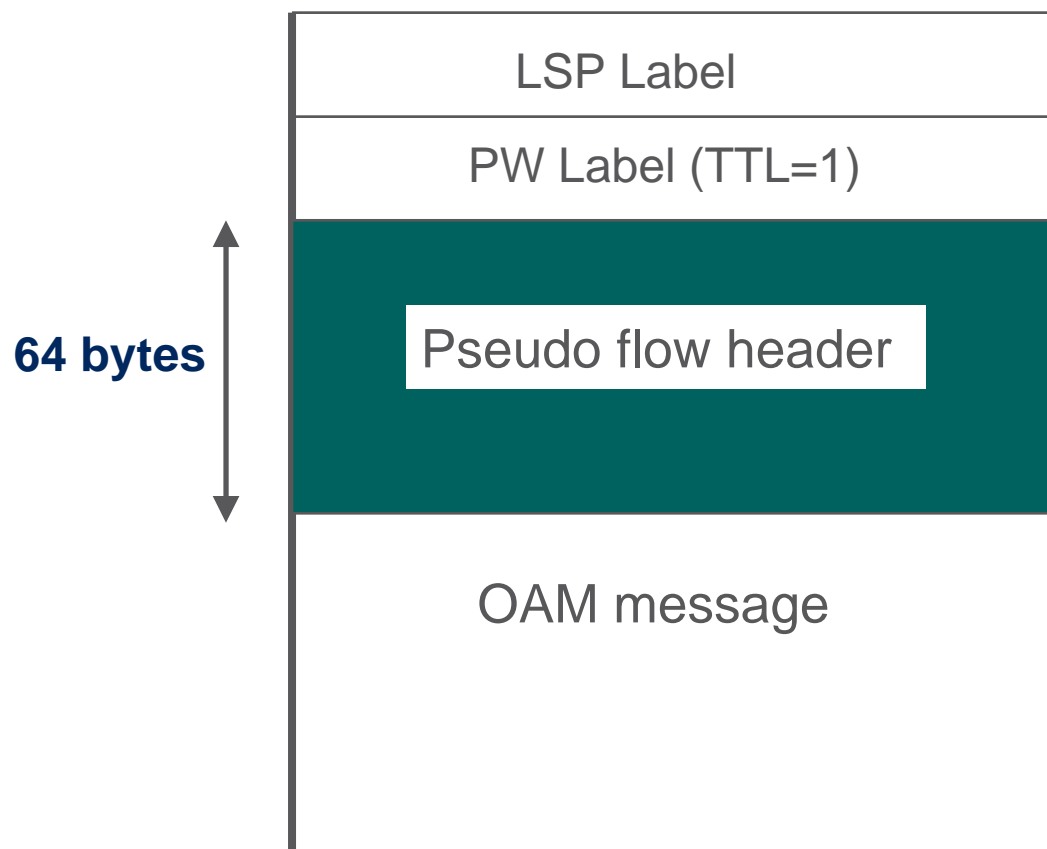 LSP Label
PW Label (TTL=1)
64 bytes
Pseudo flow header
OAM message